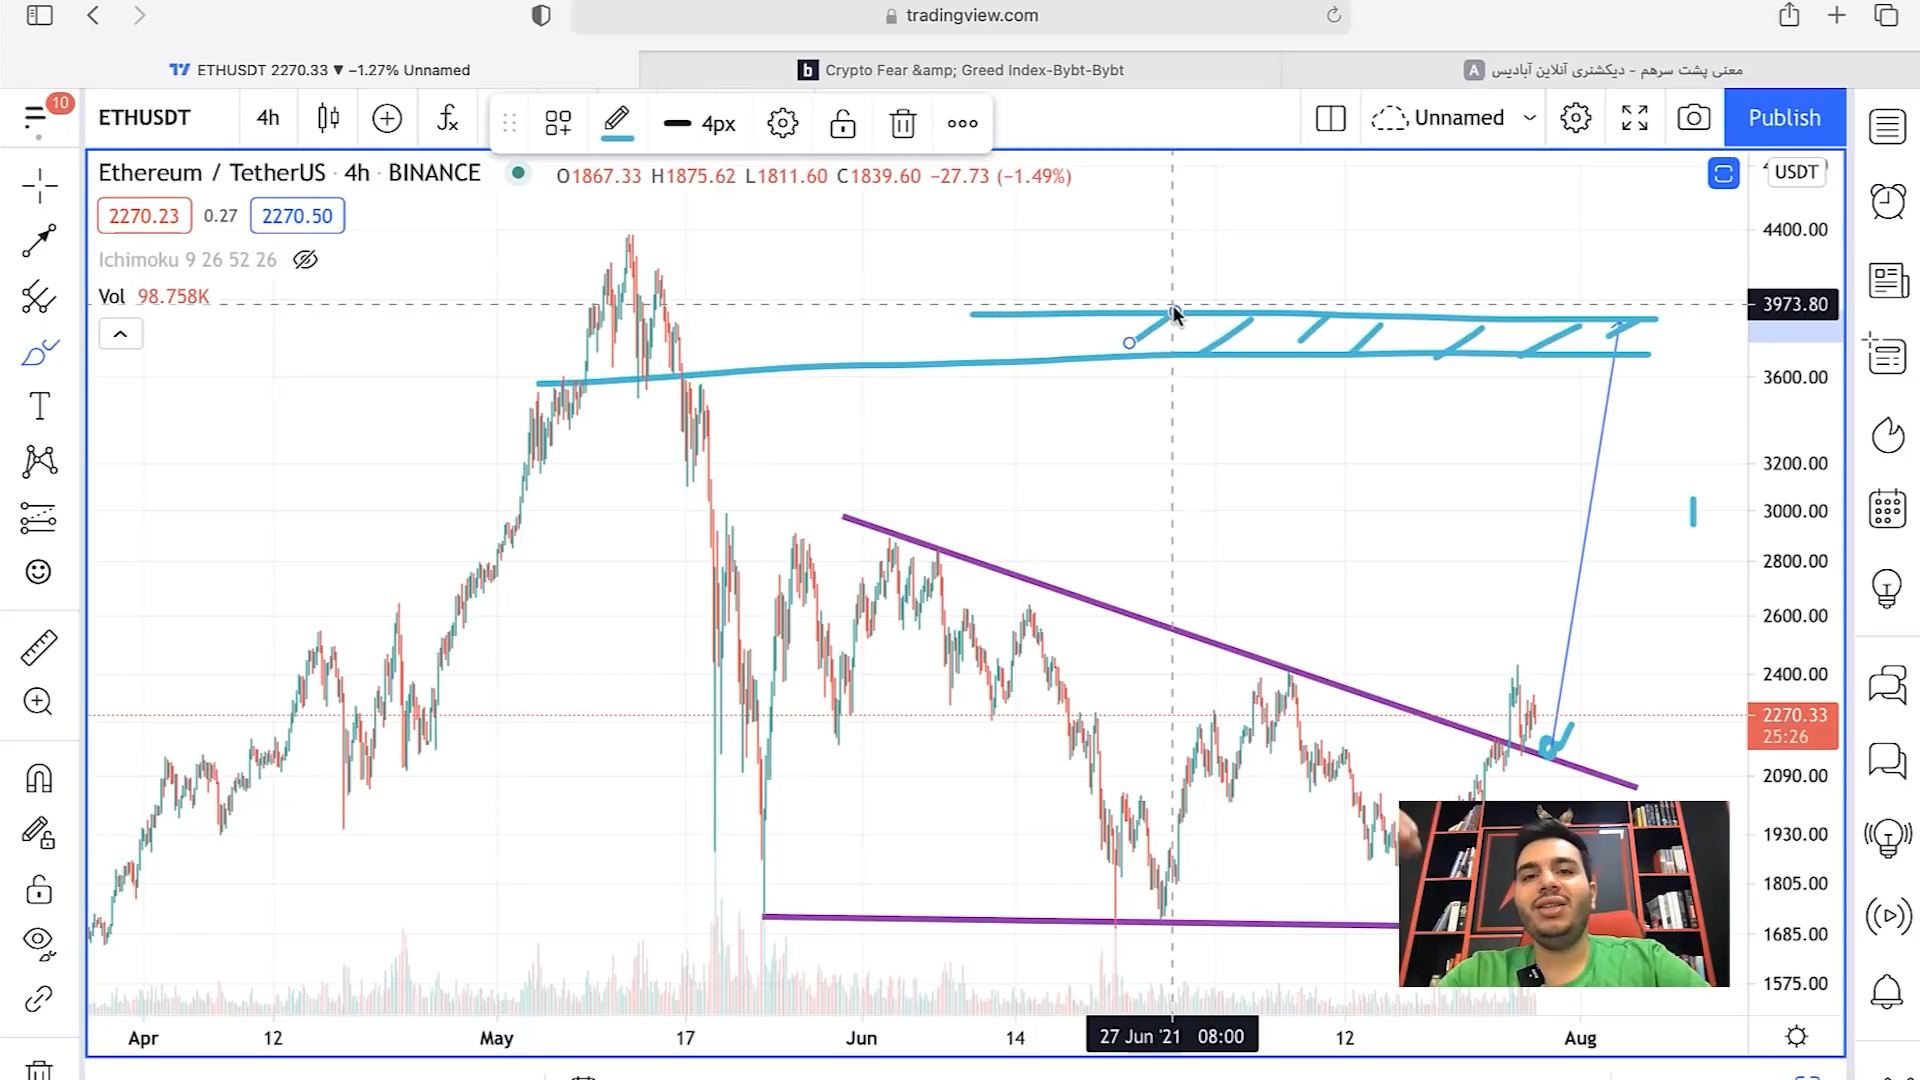 tradingview.com
ETHUSDT 2270.33 ▼ −1.27% Unnamed
b Crypto Fear &amp; Greed Index-Bybt-Bybt
A معنی پشت سرهم - دیکشنری آنلاین آبادیس
10
ETHUSDT 4h fx 4px Unnamed Publish
Ethereum / TetherUS · 4h · BINANCE O1867.33 H1875.62 L1811.60 C1839.60 −27.73 (−1.49%)
USDT
2270.23 0.27 2270.50
Ichimoku 9 26 52 26
Vol 98.758K
4400.00
3973.80
3600.00
3200.00
3000.00
2800.00
2600.00
2400.00
2270.33
25:26
2090.00
1930.00
1805.00
1685.00
1575.00
Apr 12 May 17 Jun 14 27 Jun '21 08:00 12 Aug